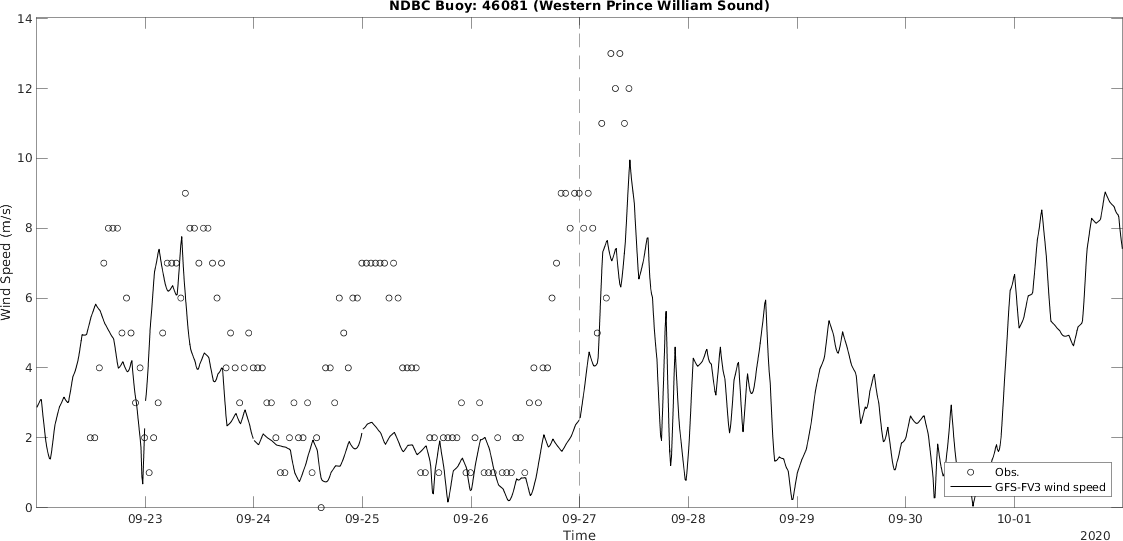 NDBC Buoy: 46081 (Western Prince William Sound)
14
12
10
8
6
4
2
0
Wind Speed (m/s)
Obs.
GFS-FV3 wind speed
09-23 09-24 09-25 09-26 09-27 09-28 09-29 09-30 10-01
Time
2020